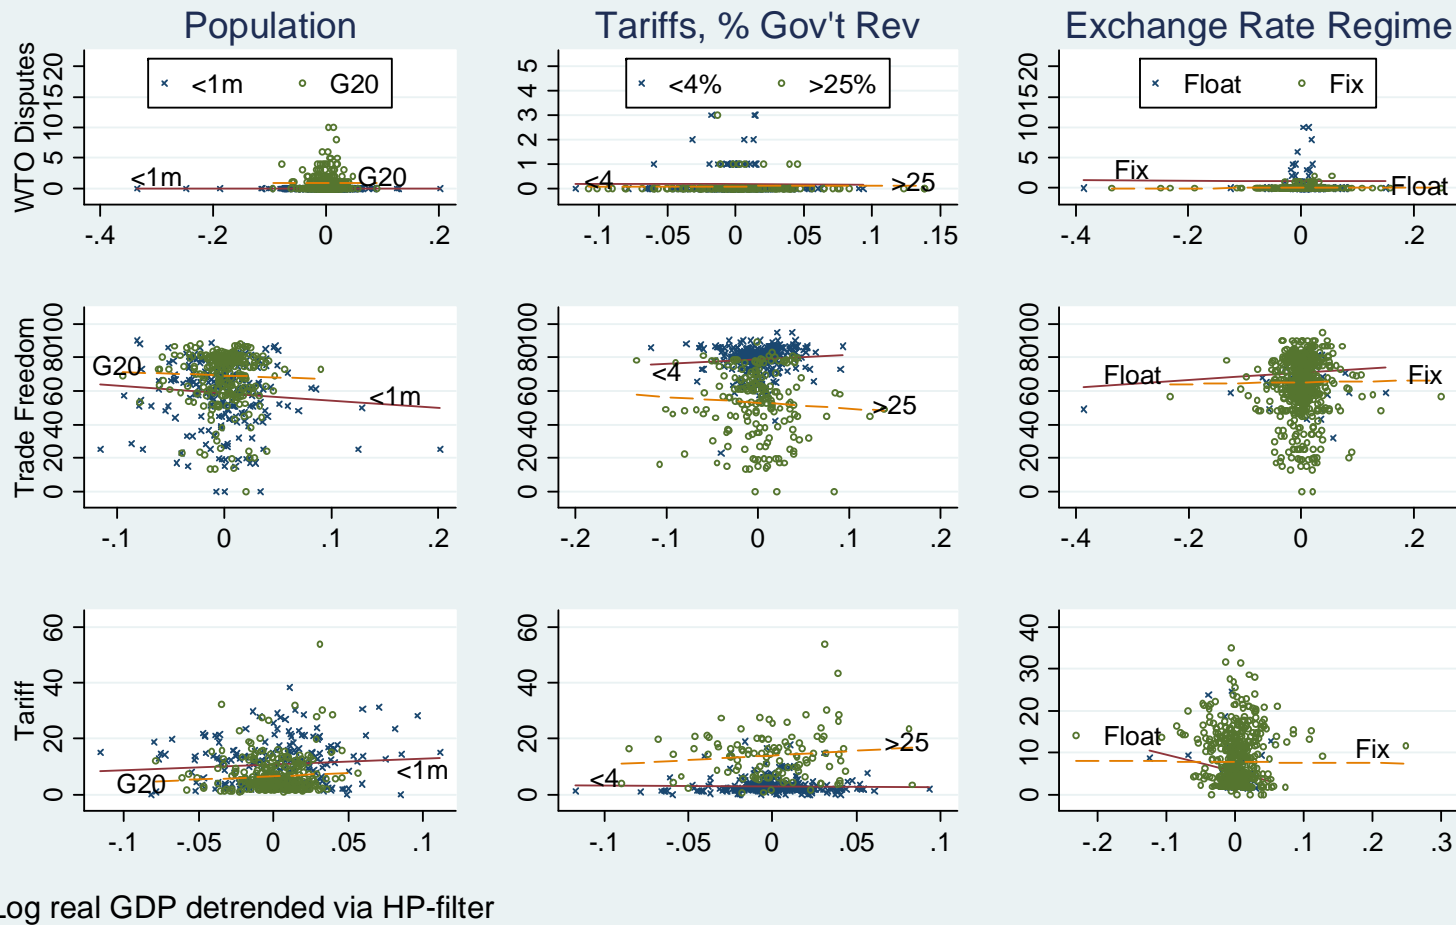 Population
Tariffs, % Gov't Rev
Exchange Rate Regime
WTO Disputes
0 5 10 15 20
<1m G20
<1m
G20
-.4 -.2 0 .2
0 1 2 3 4 5
<4% >25%
<4
>25
-.1 -.05 0 .05 .1 .15
0 5 10 15 20
Float Fix
Fix
Float
-.4 -.2 0 .2
Trade Freedom
0 20 40 60 80 100
G20
<1m
-.1 0 .1 .2
0 20 40 60 80 100
<4
>25
-.2 -.1 0 .1 .2
0 20 40 60 80 100
Float
Fix
-.4 -.2 0 .2
Tariff
0 20 40 60
G20
<1m
-.1 -.05 0 .05 .1
0 20 40 60
<4
>25
-.1 -.05 0 .05 .1
0 10 20 30 40
Float
Fix
-.2 -.1 0 .1 .2 .3
Log real GDP detrended via HP-filter